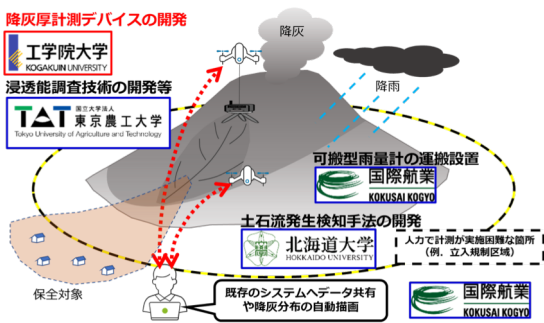 降灰厚計測デバイスの開発
工学院大学
KOGAKUIN UNIVERSITY
浸透能調査技術の開発等
TAT
国立大学法人
東京農工大学
Tokyo University of Agriculture and Technology
降灰
降雨
可搬型雨量計の運搬設置
国際航業
KOKUSAI KOGYO
土石流発生検知手法の開発
北海道大学
HOKKAIDO UNIVERSITY
人力で計測が実施困難な箇所
(例．立入規制区域)
保全対象
既存のシステムへデータ共有
や降灰分布の自動描画
国際航業
KOKUSAI KOGYO